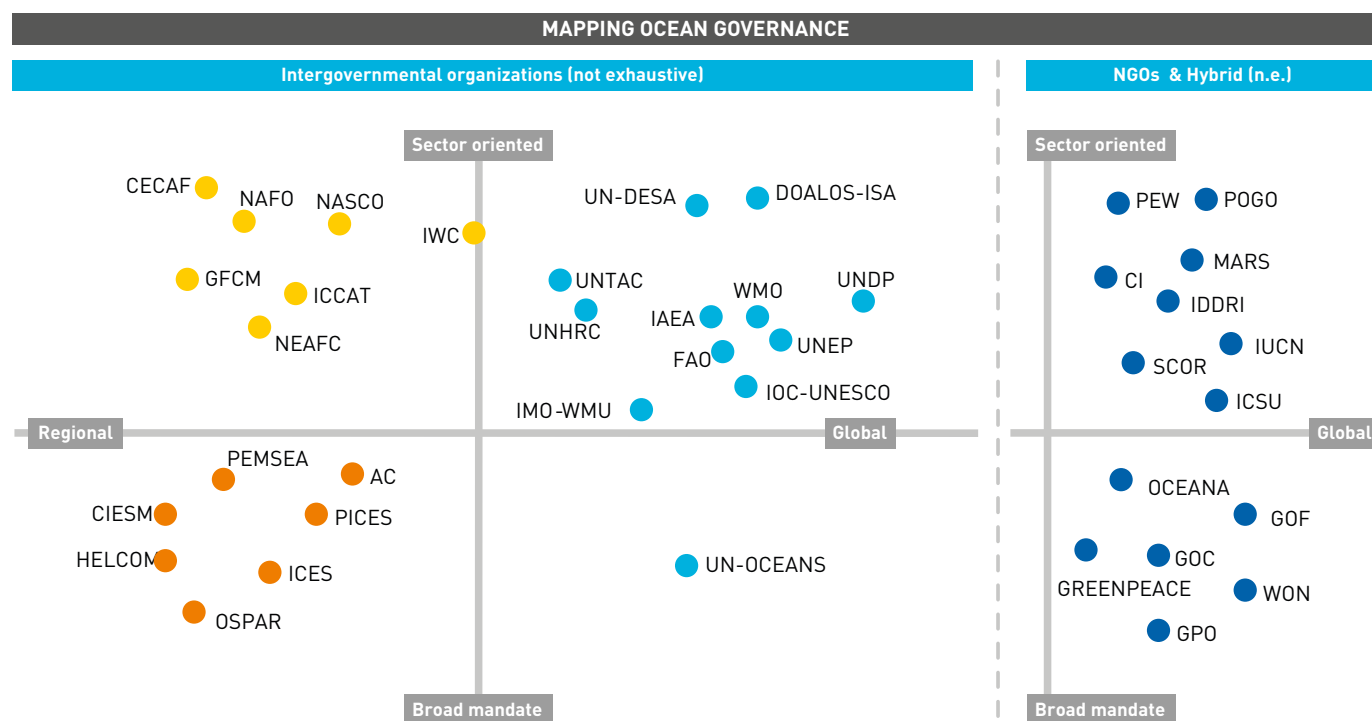 MAPPING OCEAN GOVERNANCE
Intergovernmental organizations (not exhaustive)
NGOs & Hybrid (n.e.)
Sector oriented
CECAF
NAFO
NASCO
IWC
GFCM
ICCAT
NEAFC
UN-DESA
DOALOS-ISA
UNTAC
UNHRC
IAEA
WMO
UNDP
UNEP
FAO
IOC-UNESCO
IMO-WMU
Regional
Global
PEMSEA
AC
CIESM
PICES
HELCOM
ICES
OSPAR
UN-OCEANS
Broad mandate
Sector oriented
PEW
POGO
MARS
CI
IDDRI
IUCN
SCOR
ICSU
Global
OCEANA
GOF
GOC
GREENPEACE
WON
GPO
Broad mandate